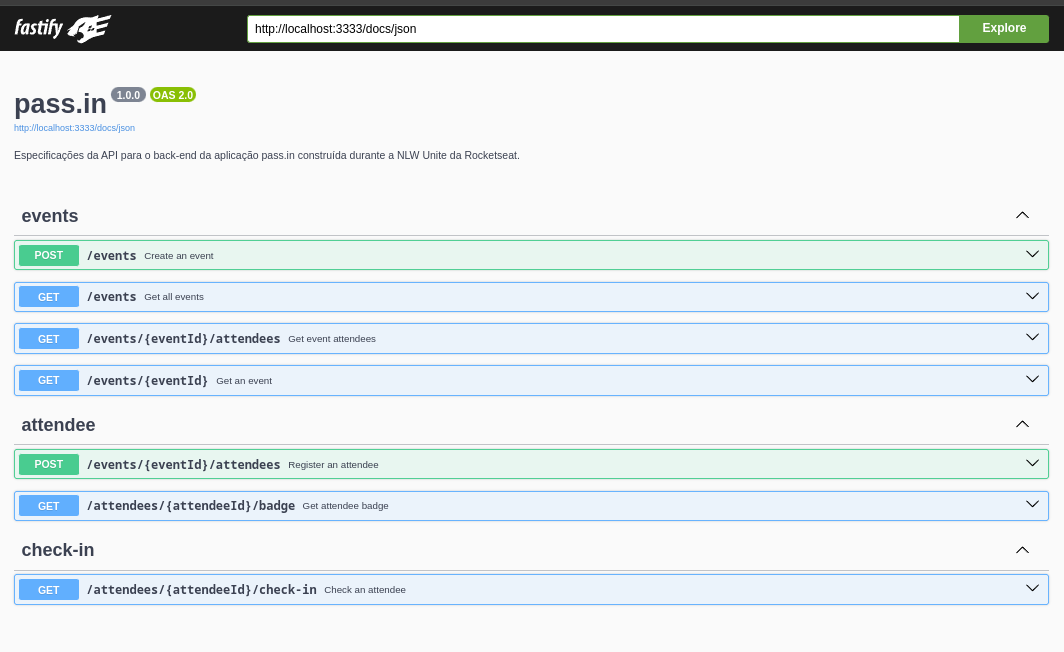 fastify http://localhost:3333/docs/json Explore
pass.in 1.0.0 OAS 2.0
http://localhost:3333/docs/json
Especificações da API para o back-end da aplicação pass.in construída durante a NLW Unite da Rocketseat.
events
POST /events Create an event
GET /events Get all events
GET /events/{eventId}/attendees Get event attendees
GET /events/{eventId} Get an event
attendee
POST /events/{eventId}/attendees Register an attendee
GET /attendees/{attendeeId}/badge Get attendee badge
check-in
GET /attendees/{attendeeId}/check-in Check an attendee